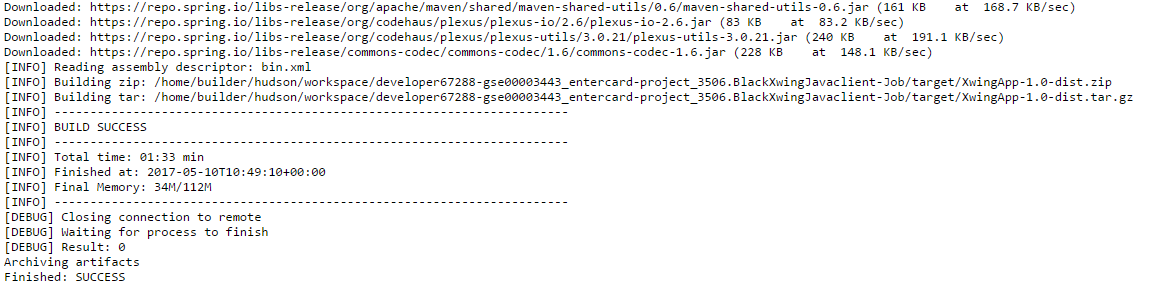 Downloaded: https://repo.spring.io/libs-release/org/apache/maven/shared/maven-shared-utils/0.6/maven-shared-utils-0.6.jar (161 KB    at  168.7 KB/sec)
Downloaded: https://repo.spring.io/libs-release/org/codehaus/plexus/plexus-io/2.6/plexus-io-2.6.jar (83 KB    at  83.2 KB/sec)
Downloaded: https://repo.spring.io/libs-release/org/codehaus/plexus/plexus-utils/3.0.21/plexus-utils-3.0.21.jar (240 KB    at  191.1 KB/sec)
Downloaded: https://repo.spring.io/libs-release/commons-codec/commons-codec/1.6/commons-codec-1.6.jar (228 KB    at  148.1 KB/sec)
[INFO] Reading assembly descriptor: bin.xml
[INFO] Building zip: /home/builder/hudson/workspace/developer67288-gse00003443_entercard-project_3506.BlackXwingJavaclient-Job/target/XwingApp-1.0-dist.zip
[INFO] Building tar: /home/builder/hudson/workspace/developer67288-gse00003443_entercard-project_3506.BlackXwingJavaclient-Job/target/XwingApp-1.0-dist.tar.gz
[INFO] ------------------------------------------------------------------------
[INFO] BUILD SUCCESS
[INFO] ------------------------------------------------------------------------
[INFO] Total time: 01:33 min
[INFO] Finished at: 2017-05-10T10:49:10+00:00
[INFO] Final Memory: 34M/112M
[INFO] ------------------------------------------------------------------------
[DEBUG] Closing connection to remote
[DEBUG] Waiting for process to finish
[DEBUG] Result: 0
Archiving artifacts
Finished: SUCCESS